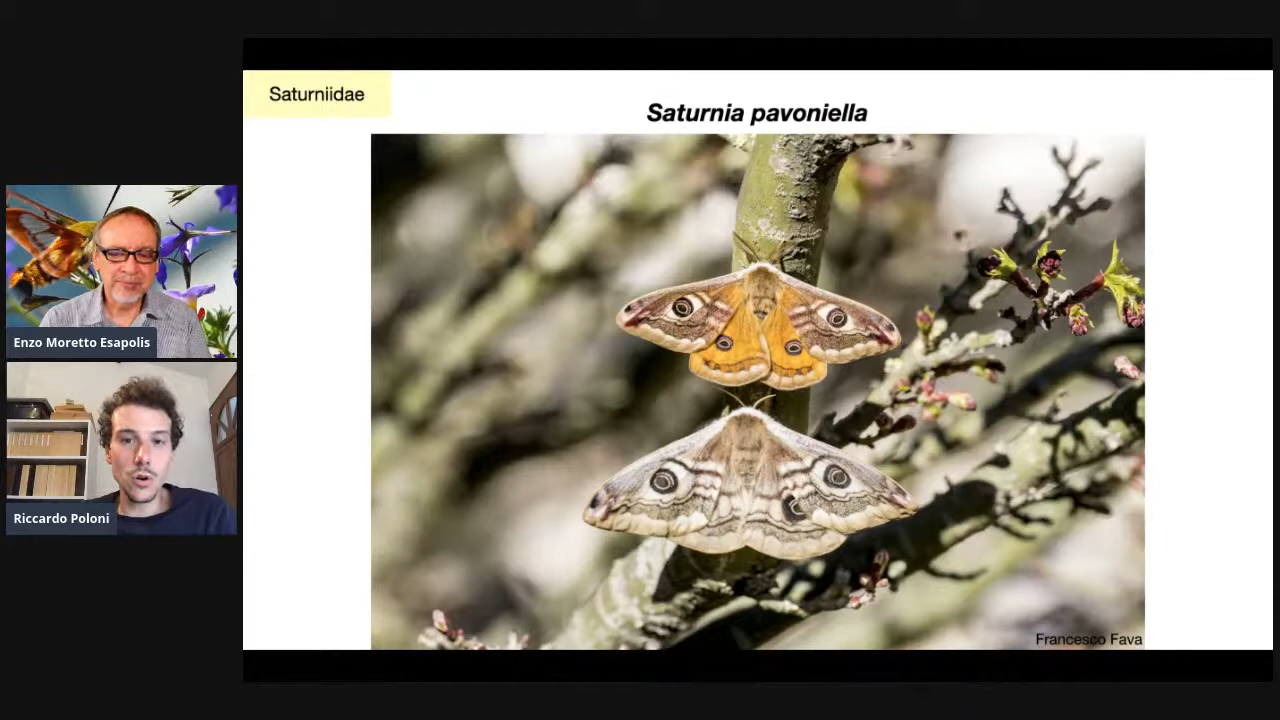 Saturniidae
Saturnia pavoniella
Enzo Moretto Esapolis
Riccardo Poloni
Francesco Fava